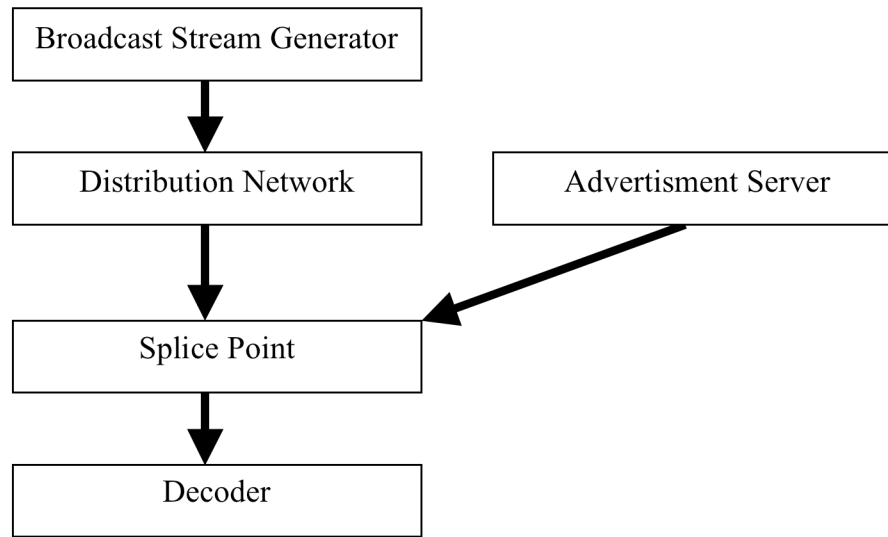 Broadcast Stream Generator
Distribution Network
Advertisment Server
Splice Point
Decoder